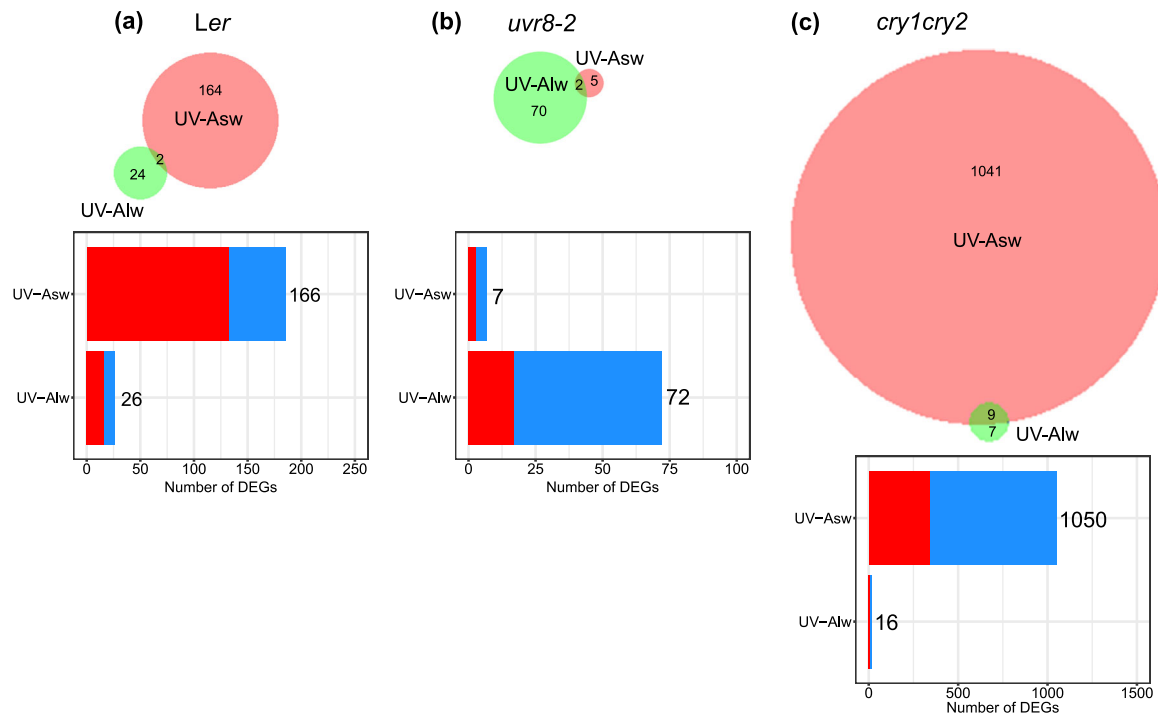 (a) Ler
164
UV-Asw
2
24
UV-Alw
UV−Asw
166
UV−Alw
26
0 50 100 150 200 250
Number of DEGs
(b) uvr8-2
UV-Asw
UV-Alw
2 5
70
UV−Asw
7
UV−Alw
72
0 25 50 75 100
Number of DEGs
(c) cry1cry2
1041
UV-Asw
9
7
UV-Alw
UV−Asw
1050
UV−Alw
16
0 500 1000 1500
Number of DEGs